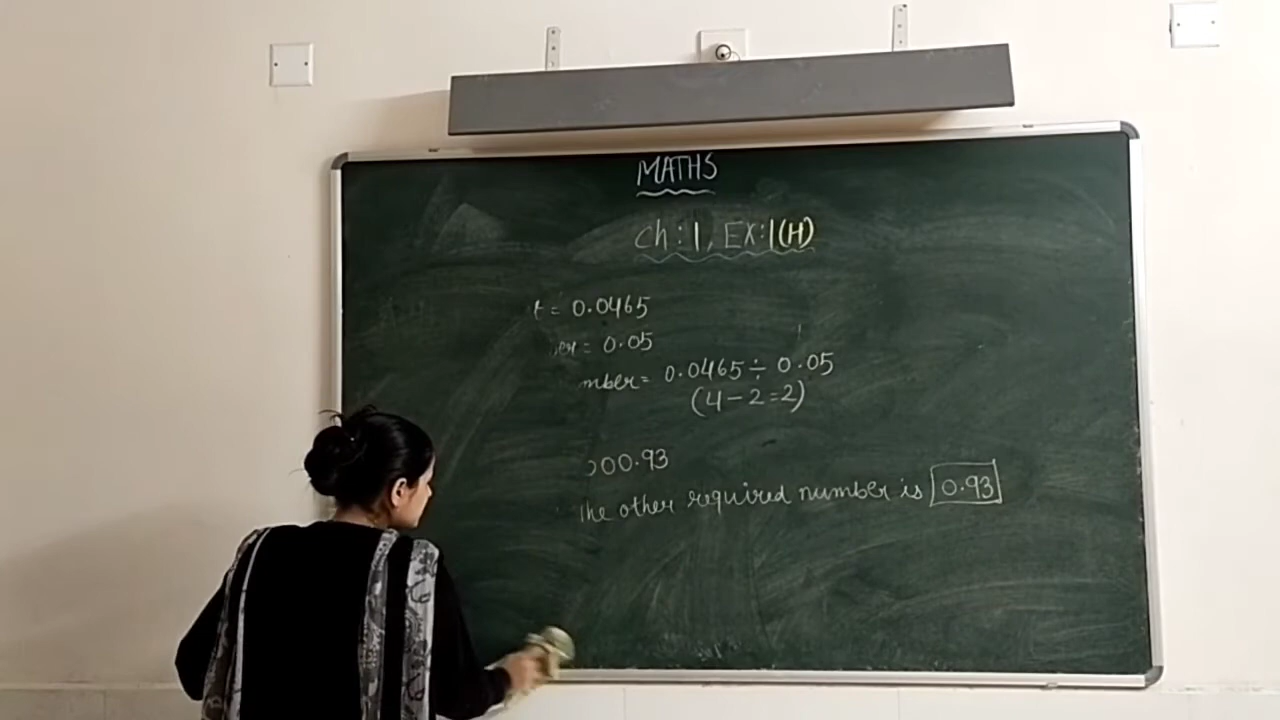 MATHS
Ch:1, Ex:1(H)
t = 0.0465
er = 0.05
mber = 0.0465 ÷ 0.05
(4-2=2)
00.93
The other required number is 0.93